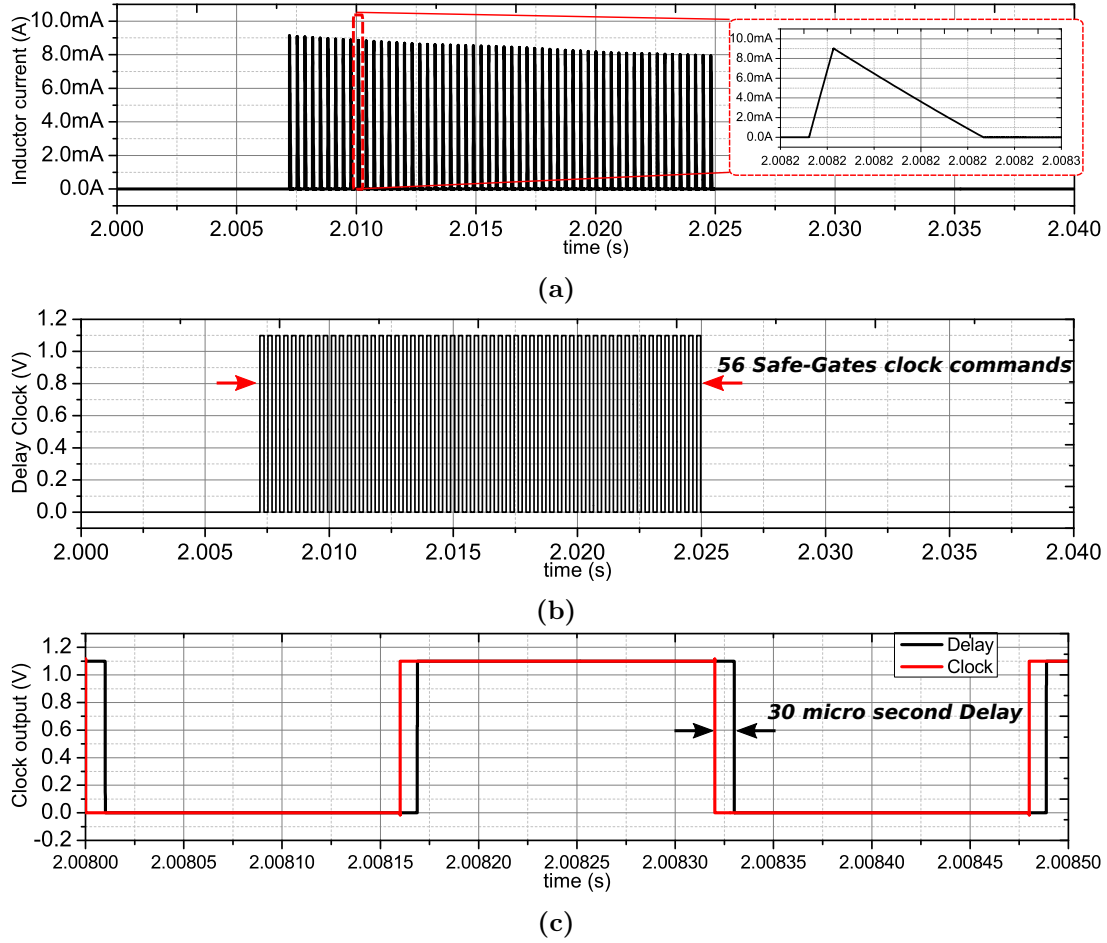 Inductor current (A)
10.0mA
8.0mA
6.0mA
4.0mA
2.0mA
0.0A
2.000 2.005 2.010 2.015 2.020 2.025 2.030 2.035 2.040
time (s)
10.0mA
8.0mA
6.0mA
4.0mA
2.0mA
0.0A
2.0082 2.0082 2.0082 2.0082 2.0082 2.0082 2.0083
(a)
Delay Clock (V)
1.2
1.0
0.8
0.6
0.4
0.2
0.0
56 Safe-Gates clock commands
2.000 2.005 2.010 2.015 2.020 2.025 2.030 2.035 2.040
time (s)
(b)
Clock output (V)
1.2
1.0
0.8
0.6
0.4
0.2
0.0
-0.2
Delay
Clock
30 micro second Delay
2.00800 2.00805 2.00810 2.00815 2.00820 2.00825 2.00830 2.00835 2.00840 2.00845 2.00850
time (s)
(c)